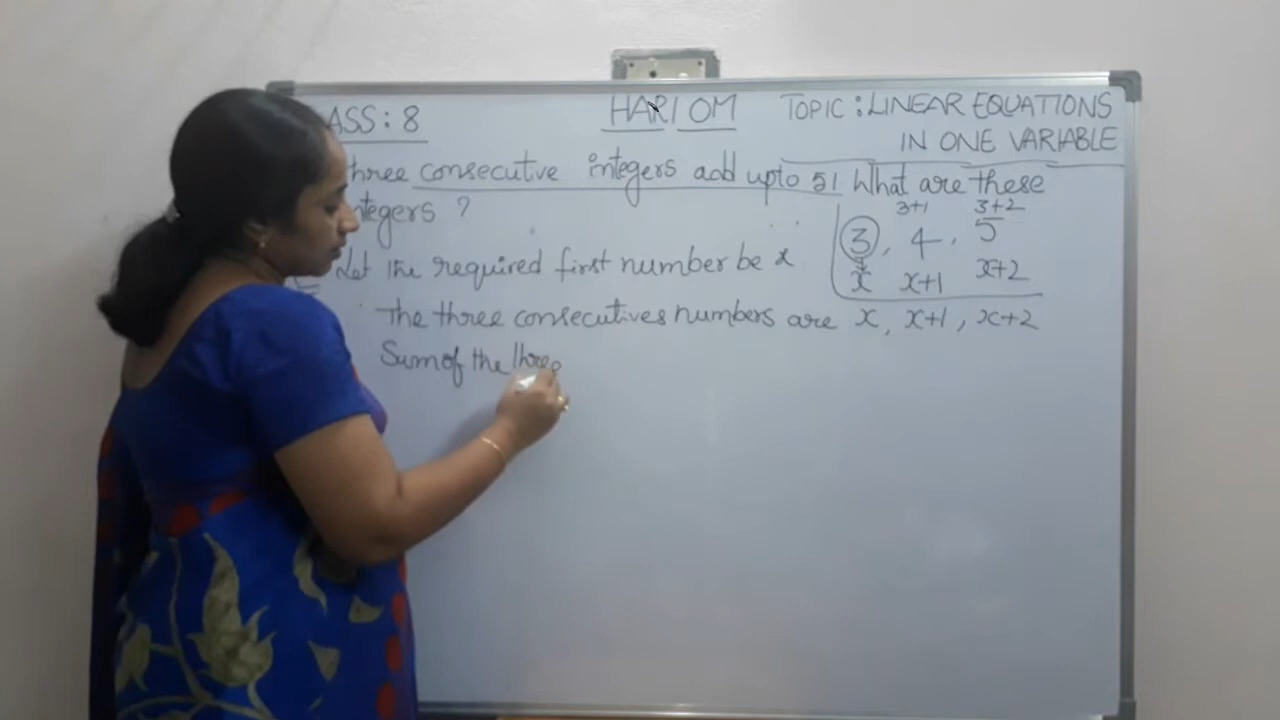 ASS : 8
HARI OM
TOPIC : LINEAR EQUATIONS
IN ONE VARIABLE
three consecutive integers add upto 51 What are these
ntegers ?
3+1 3+2
3, 4, 5
x x+1 x+2
Let the required first number be x
The three consecutives numbers are x, x+1, x+2
Sum of the three